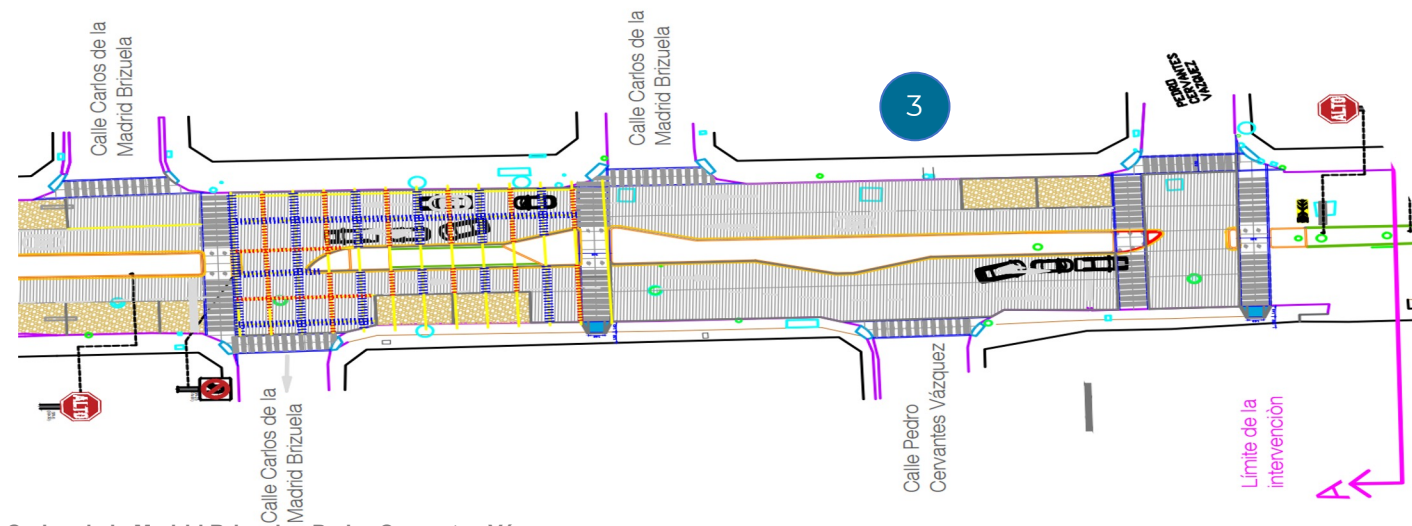 Calle Carlos de la
Madrid Brizuela
Calle Carlos de la
Madrid Brizuela
3
PEDRO
CERVANTES
VAZQUEZ
ALTO
ALTO
Calle Carlos de la
Madrid Brizuela
Calle Pedro
Cervantes Vázquez
Límite de la
intervenciòn
A